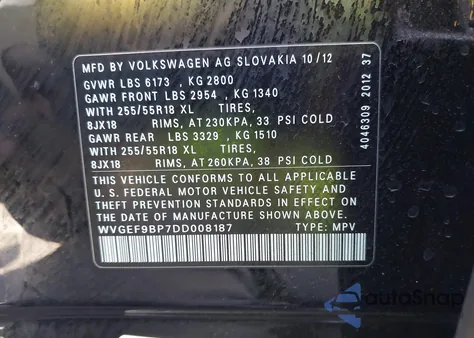 MFD BY VOLKSWAGEN AG SLOVAKIA 10/12
GVWR LBS 6173 , KG 2800
GAWR FRONT LBS 2954 , KG 1340
WITH 255/55R18 XL TIRES,
8JX18 RIMS, AT 230KPA, 33 PSI COLD
GAWR REAR LBS 3329 , KG 1510
WITH 255/55R18 XL TIRES,
8JX18 RIMS, AT 260KPA, 38 PSI COLD
THIS VEHICLE CONFORMS TO ALL APPLICABLE
U. S. FEDERAL MOTOR VEHICLE SAFETY AND
THEFT PREVENTION STANDARDS IN EFFECT ON
THE DATE OF MANUFACTURE SHOWN ABOVE.
WVGEF9BP7DD008187 TYPE: MPV
4046309 2012 37
autoSnap